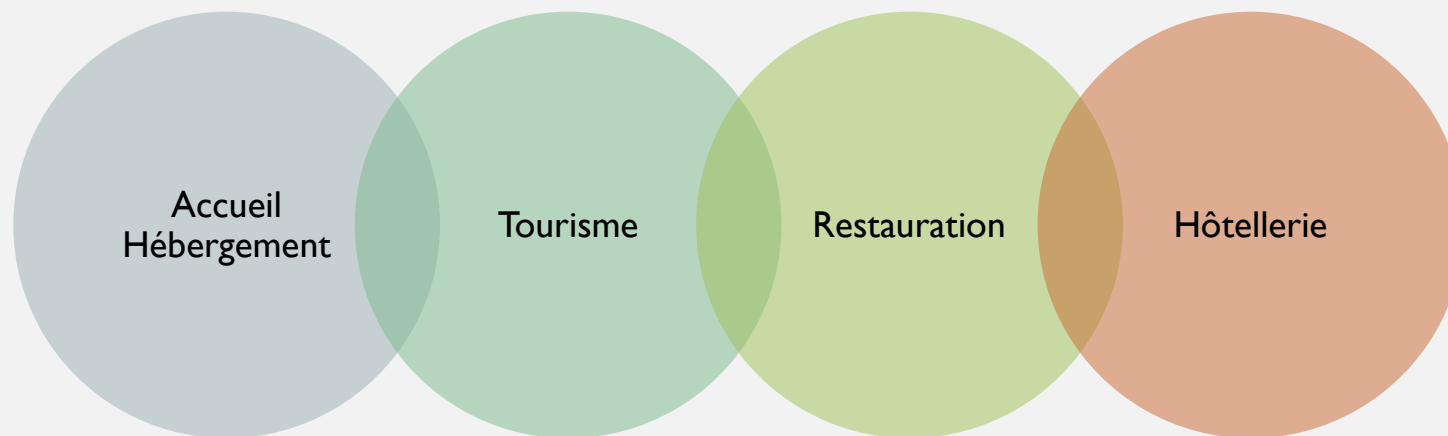 Accueil
Hébergement
Tourisme
Restauration
Hôtellerie